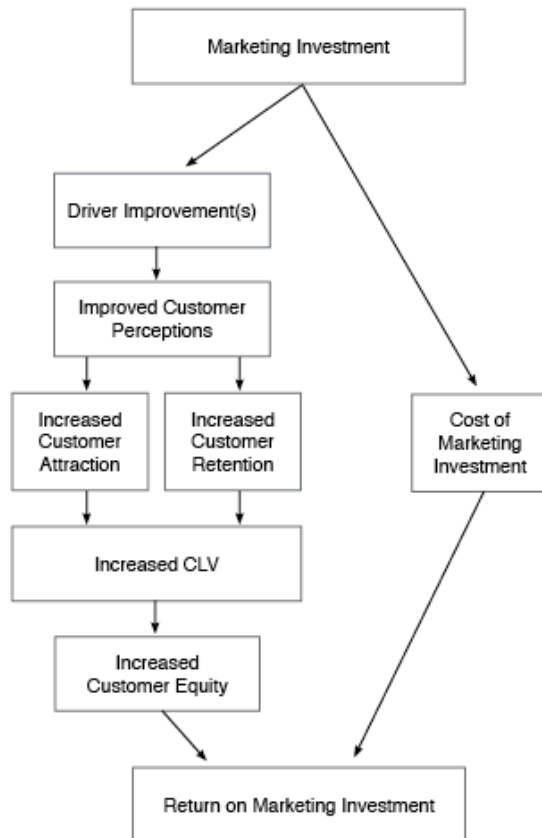 Marketing Investment
Driver Improvement(s)
Improved Customer
Perceptions
Increased
Customer
Attraction
Increased
Customer
Retention
Cost of
Marketing
Investment
Increased CLV
Increased
Customer Equity
Return on Marketing Investment